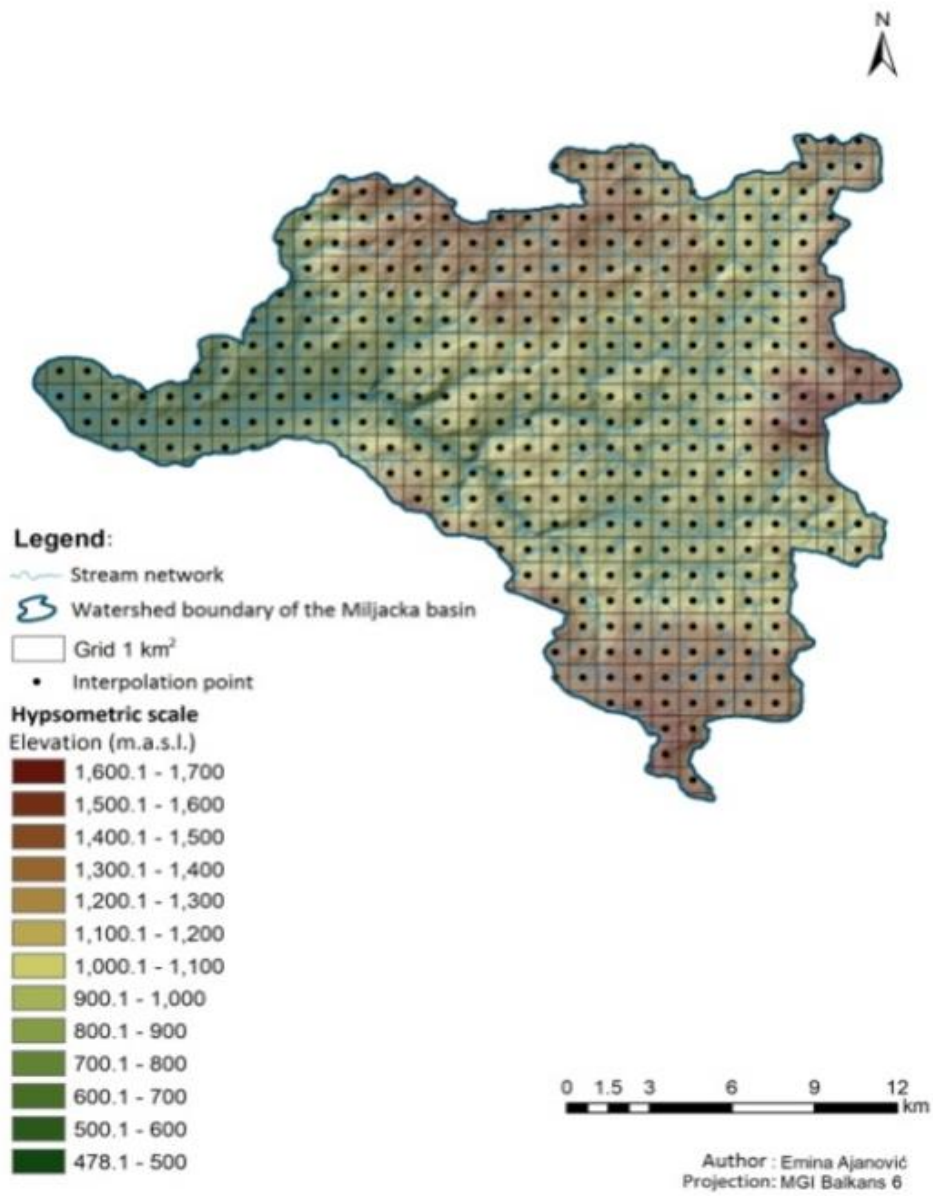 N
Legend:
Stream network
Watershed boundary of the Miljacka basin
Grid 1 km²
Interpolation point
Hypsometric scale
Elevation (m.a.s.l.)
1,600.1 - 1,700
1,500.1 - 1,600
1,400.1 - 1,500
1,300.1 - 1,400
1,200.1 - 1,300
1,100.1 - 1,200
1,000.1 - 1,100
900.1 - 1,000
800.1 - 900
700.1 - 800
600.1 - 700
500.1 - 600
478.1 - 500
0 1.5 3 6 9 12
km
Author : Emina Ajanović
Projection: MGI Balkans 6